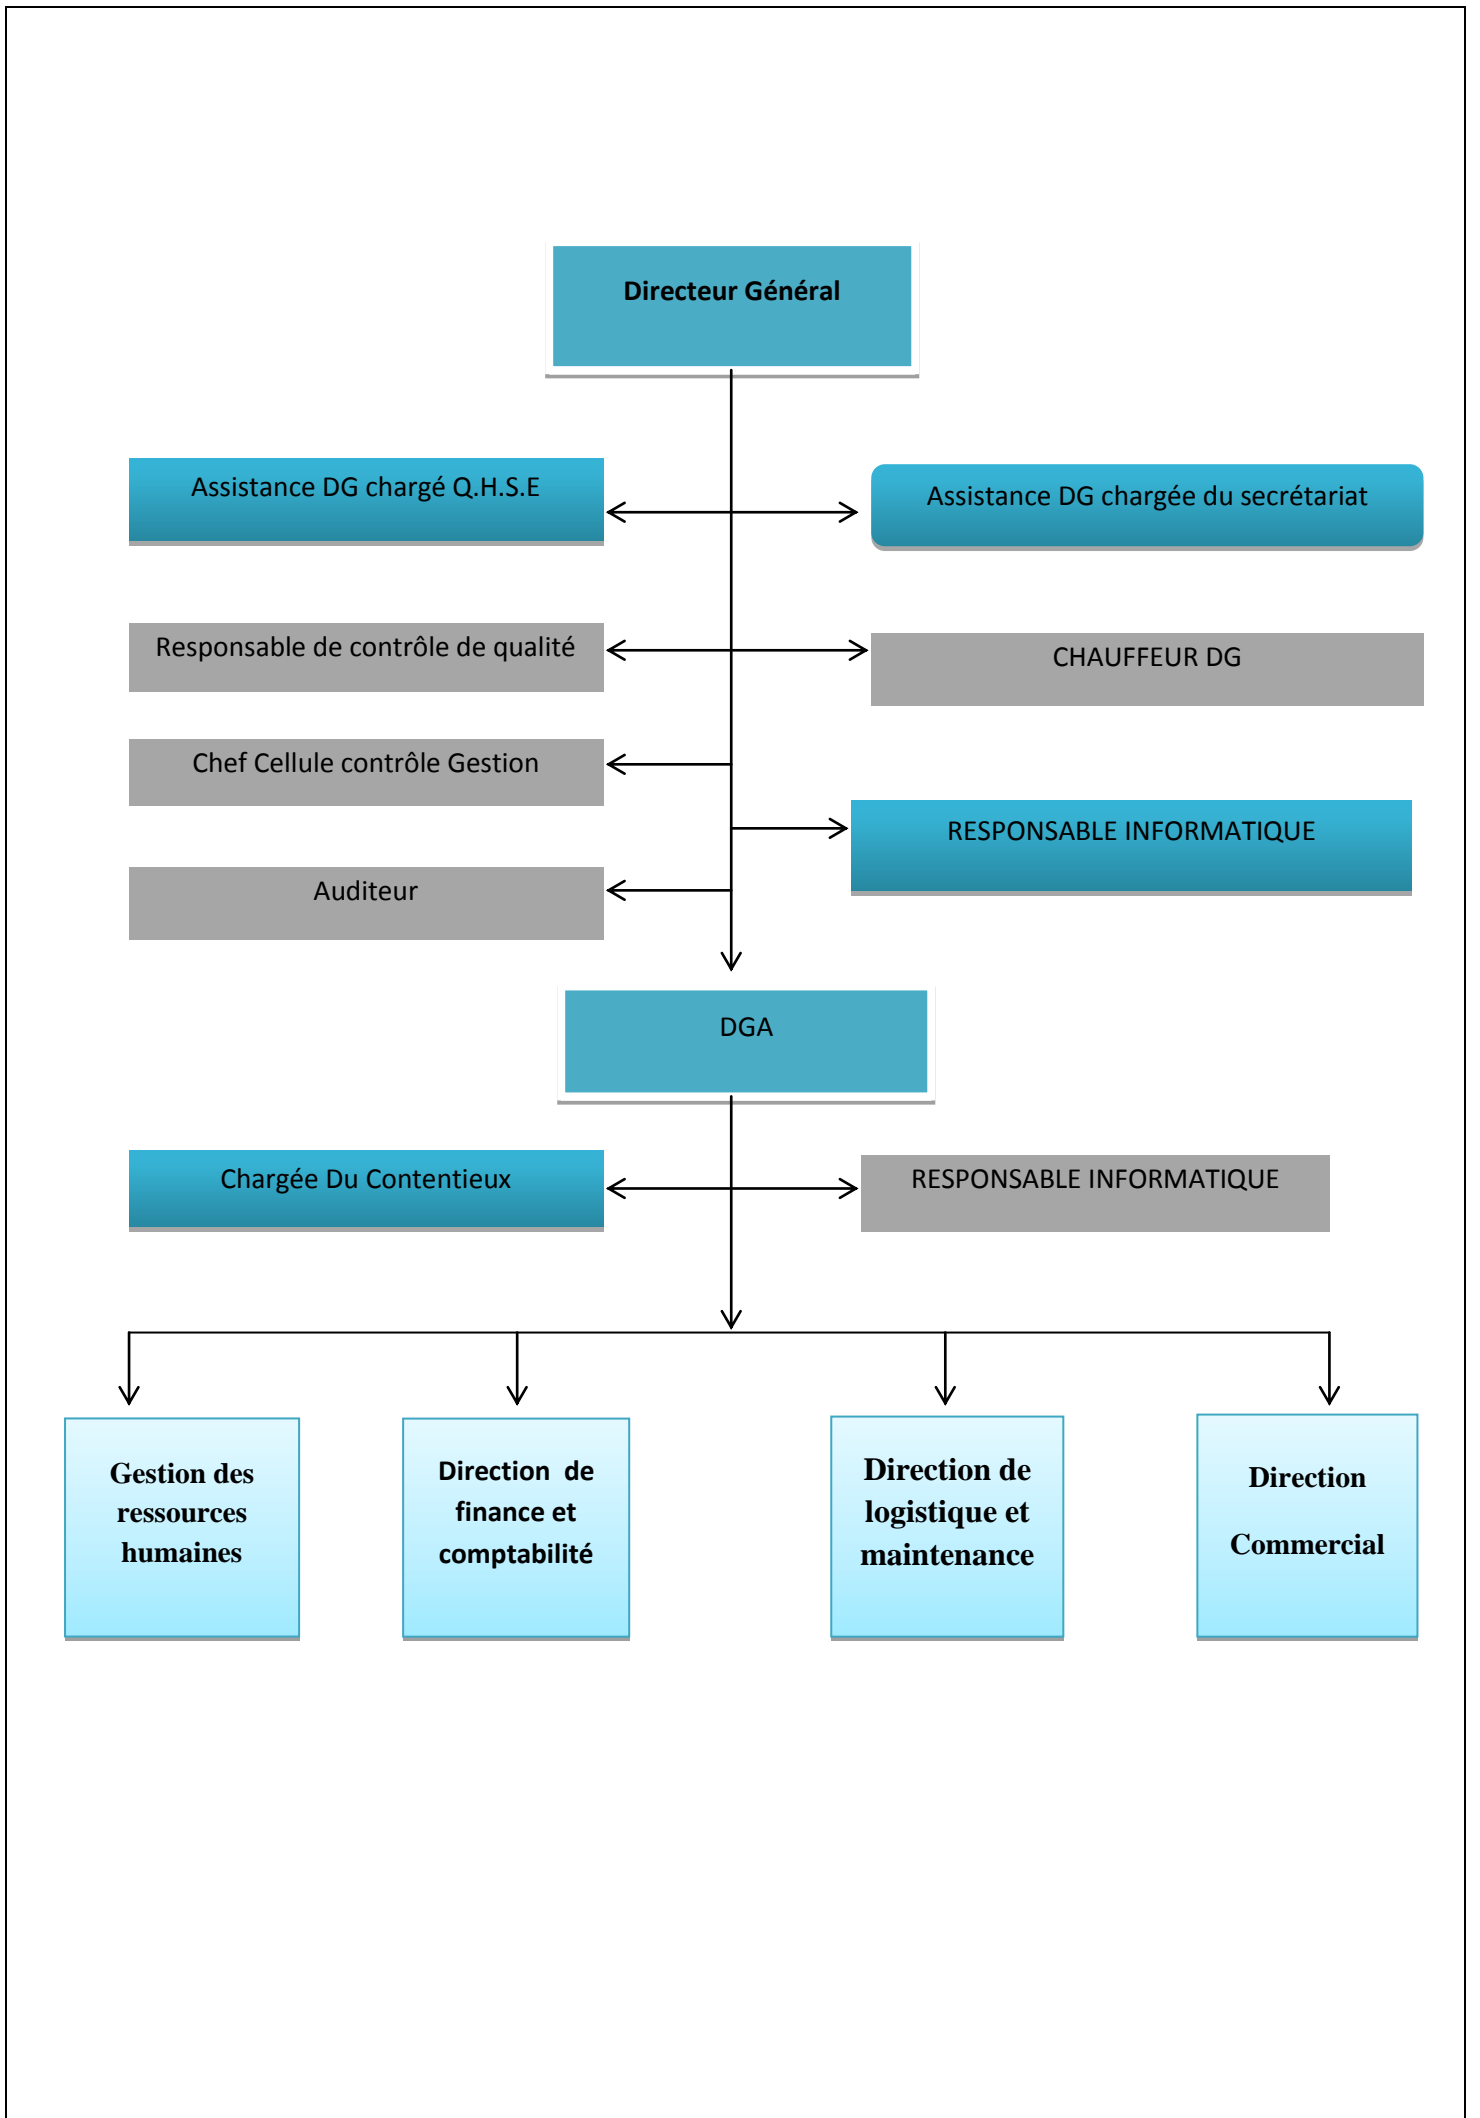 Directeur Général
Assistance DG chargé Q.H.S.E
Assistance DG chargée du secrétariat
Responsable de contrôle de qualité
CHAUFFEUR DG
Chef Cellule contrôle Gestion
RESPONSABLE INFORMATIQUE
Auditeur
DGA
Chargée Du Contentieux
RESPONSABLE INFORMATIQUE
Gestion des
ressources
humaines
Direction de
finance et
comptabilité
Direction de
logistique et
maintenance
Direction
Commercial